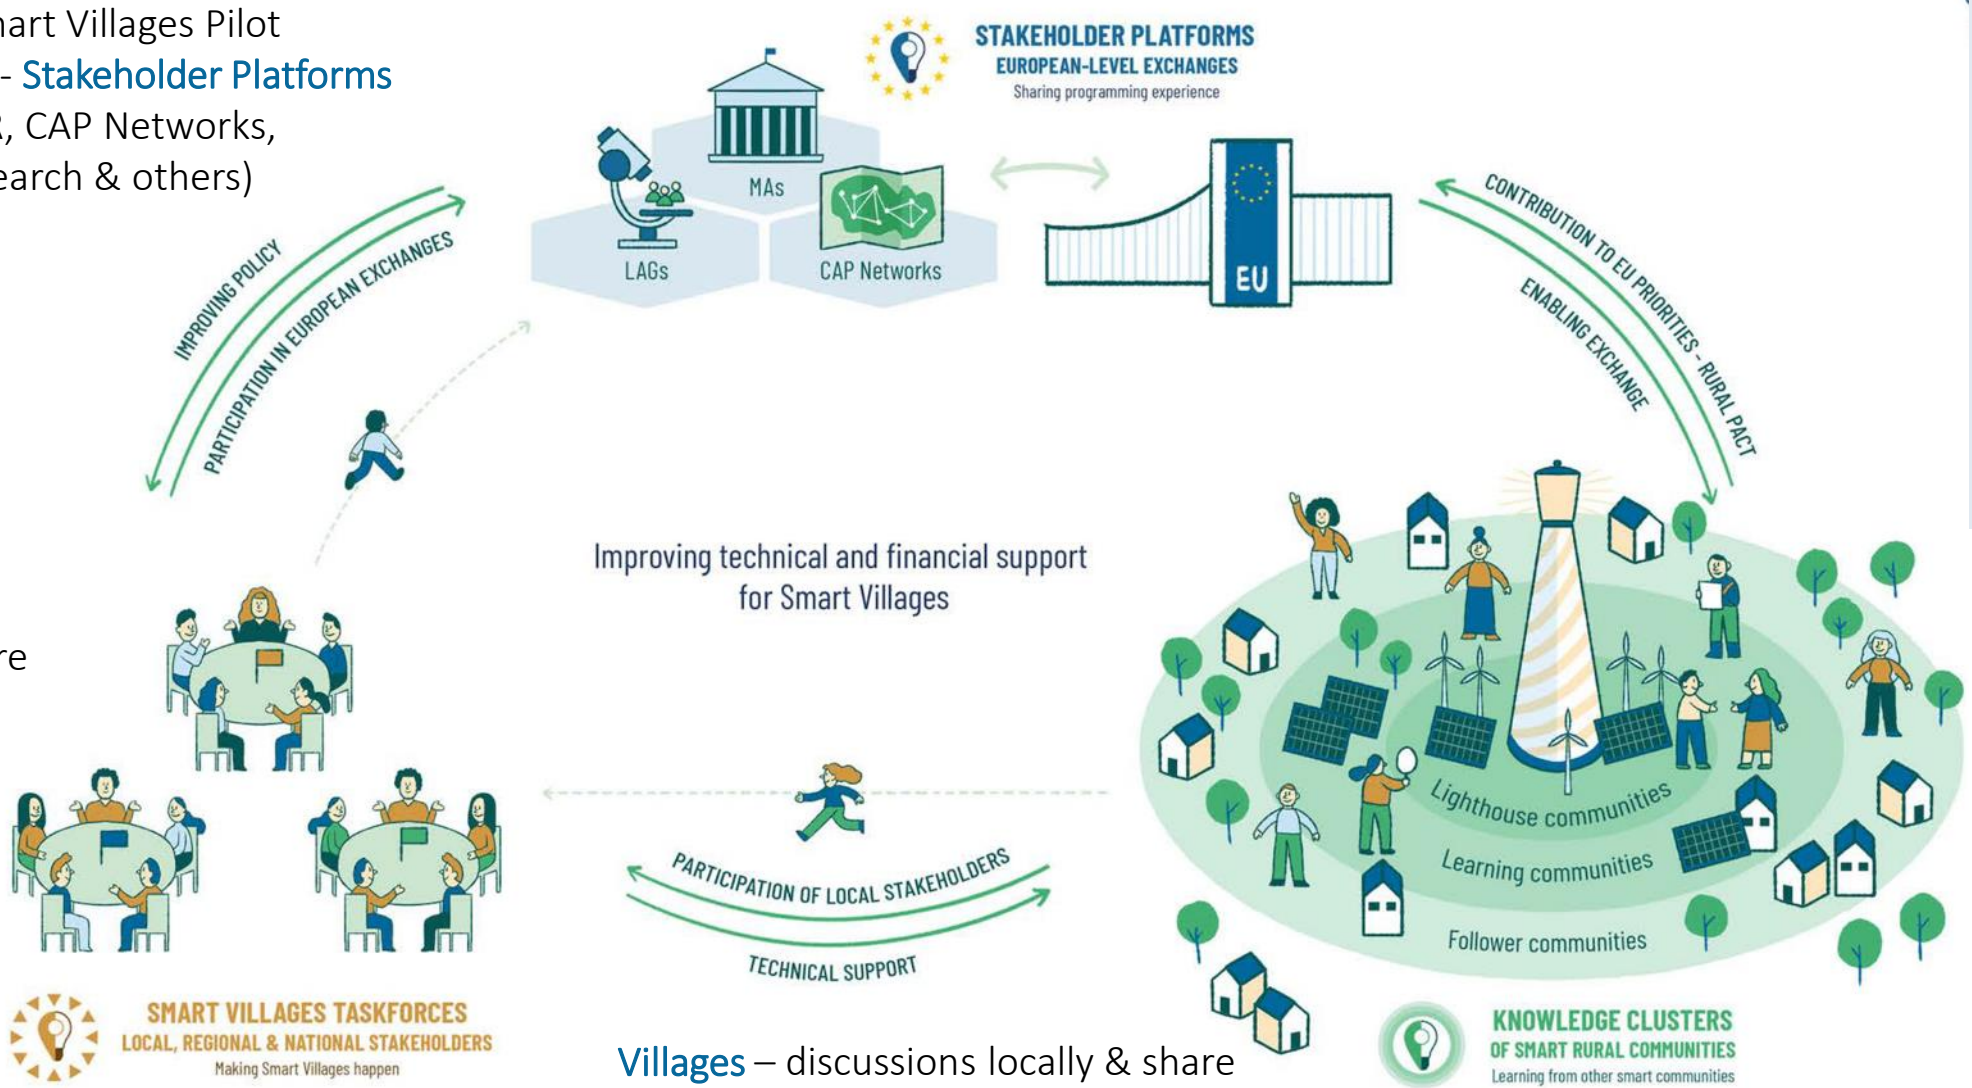 mart Villages Pilot
- Stakeholder Platforms
R, CAP Networks,
earch & others)
STAKEHOLDER PLATFORMS
EUROPEAN-LEVEL EXCHANGES
Sharing programming experience
MAs
LAGs
CAP Networks
EU
IMPROVING POLICY
PARTICIPATION IN EUROPEAN EXCHANGES
CONTRIBUTION TO EU PRIORITIES - RURAL PACT
ENABLING EXCHANGE
Improving technical and financial support
for Smart Villages
re
Lighthouse communities
Learning communities
Follower communities
PARTICIPATION OF LOCAL STAKEHOLDERS
TECHNICAL SUPPORT
SMART VILLAGES TASKFORCES
LOCAL, REGIONAL & NATIONAL STAKEHOLDERS
Making Smart Villages happen
Villages – discussions locally & share
KNOWLEDGE CLUSTERS
OF SMART RURAL COMMUNITIES
Learning from other smart communities